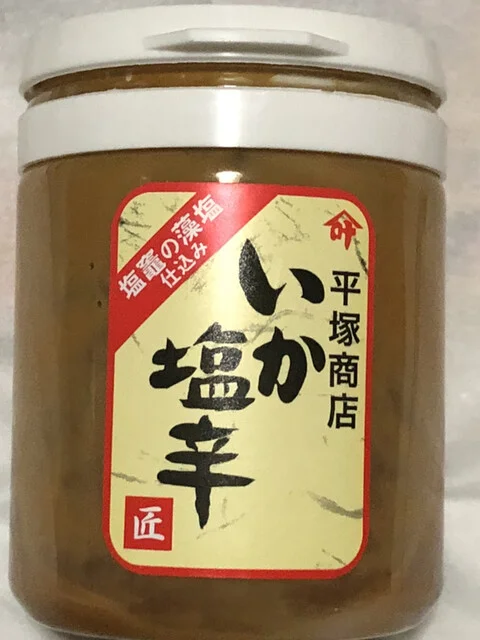 塩竈の藻塩
仕込み
平塚商店
いか
塩辛
匠